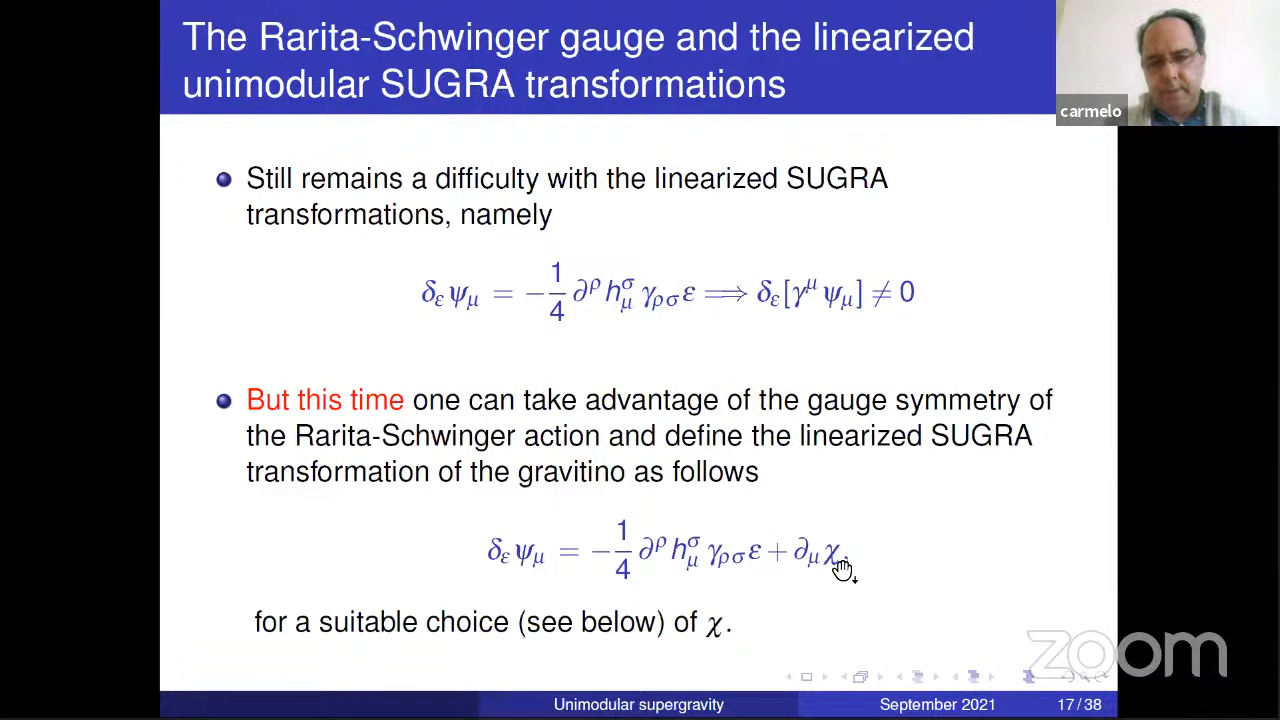 The Rarita-Schwinger gauge and the linearized
unimodular SUGRA transformations
carmelo
Still remains a difficulty with the linearized SUGRA
transformations, namely
δ_ε ψ_μ = −1/4 ∂^ρ h^σ_μ γ_ρσ ε ⟹ δ_ε[γ^μ ψ_μ] ≠ 0
But this time one can take advantage of the gauge symmetry of
the Rarita-Schwinger action and define the linearized SUGRA
transformation of the gravitino as follows
δ_ε ψ_μ = −1/4 ∂^ρ h^σ_μ γ_ρσ ε + ∂_μ χ.
for a suitable choice (see below) of χ.
zoom
Unimodular supergravity September 2021 17 / 38